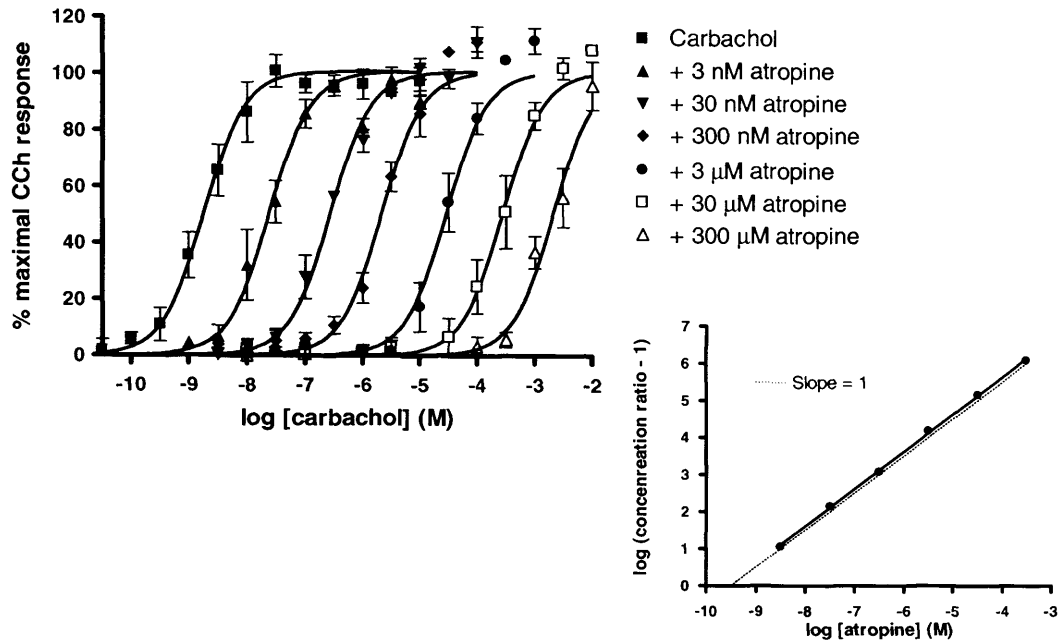 120
100
80
60
40
20
0
% maximal CCh response
-10 -9 -8 -7 -6 -5 -4 -3 -2
log [carbachol] (M)
Carbachol
+ 3 nM atropine
+ 30 nM atropine
+ 300 nM atropine
+ 3 µM atropine
+ 30 µM atropine
+ 300 µM atropine
7
6
5
4
3
2
1
0
log (concenreation ratio - 1)
Slope = 1
-10 -9 -8 -7 -6 -5 -4 -3
log [atropine] (M)